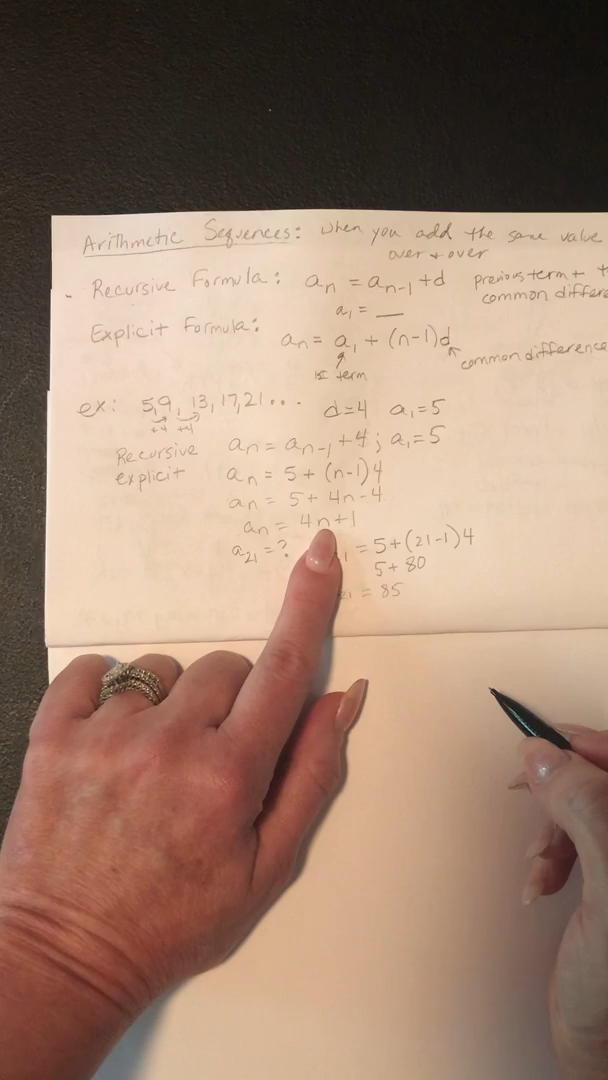 Arithmetic Sequences: when you add the same value
over + over
Recursive Formula: aₙ = aₙ₋₁ + d previous term +
common differe
a₁ = __
Explicit Formula: aₙ = a₁ + (n-1)d
1st term
common difference
ex: 5, 9, 13, 17, 21 ... d=4 a₁=5
+4 +4
Recursive aₙ = aₙ₋₁ + 4; a₁=5
explicit aₙ = 5 + (n-1)4
aₙ = 5 + 4n - 4
aₙ = 4n+1
a₂₁ = ? ₁ = 5 + (21-1)4
5 + 80
₂₁ = 85